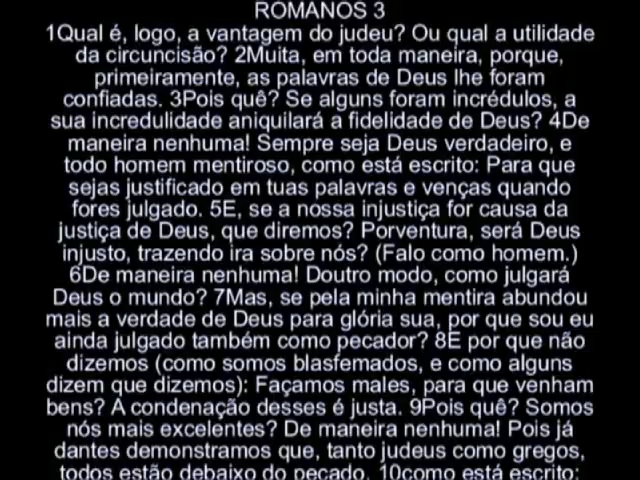 ROMANOS 3
1Qual é, logo, a vantagem do judeu? Ou qual a utilidade
da circuncisão? 2Muita, em toda maneira, porque,
primeiramente, as palavras de Deus lhe foram
confiadas. 3Pois quê? Se alguns foram incrédulos, a
sua incredulidade aniquilará a fidelidade de Deus? 4De
maneira nenhuma! Sempre seja Deus verdadeiro, e
todo homem mentiroso, como está escrito: Para que
sejas justificado em tuas palavras e venças quando
fores julgado. 5E, se a nossa injustiça for causa da
justiça de Deus, que diremos? Porventura, será Deus
injusto, trazendo ira sobre nós? (Falo como homem.)
6De maneira nenhuma! Doutro modo, como julgará
Deus o mundo? 7Mas, se pela minha mentira abundou
mais a verdade de Deus para glória sua, por que sou eu
ainda julgado também como pecador? 8E por que não
dizemos (como somos blasfemados, e como alguns
dizem que dizemos): Façamos males, para que venham
bens? A condenação desses é justa. 9Pois quê? Somos
nós mais excelentes? De maneira nenhuma! Pois já
dantes demonstramos que, tanto judeus como gregos,
todos estão debaixo do pecado, 10como está escrito: